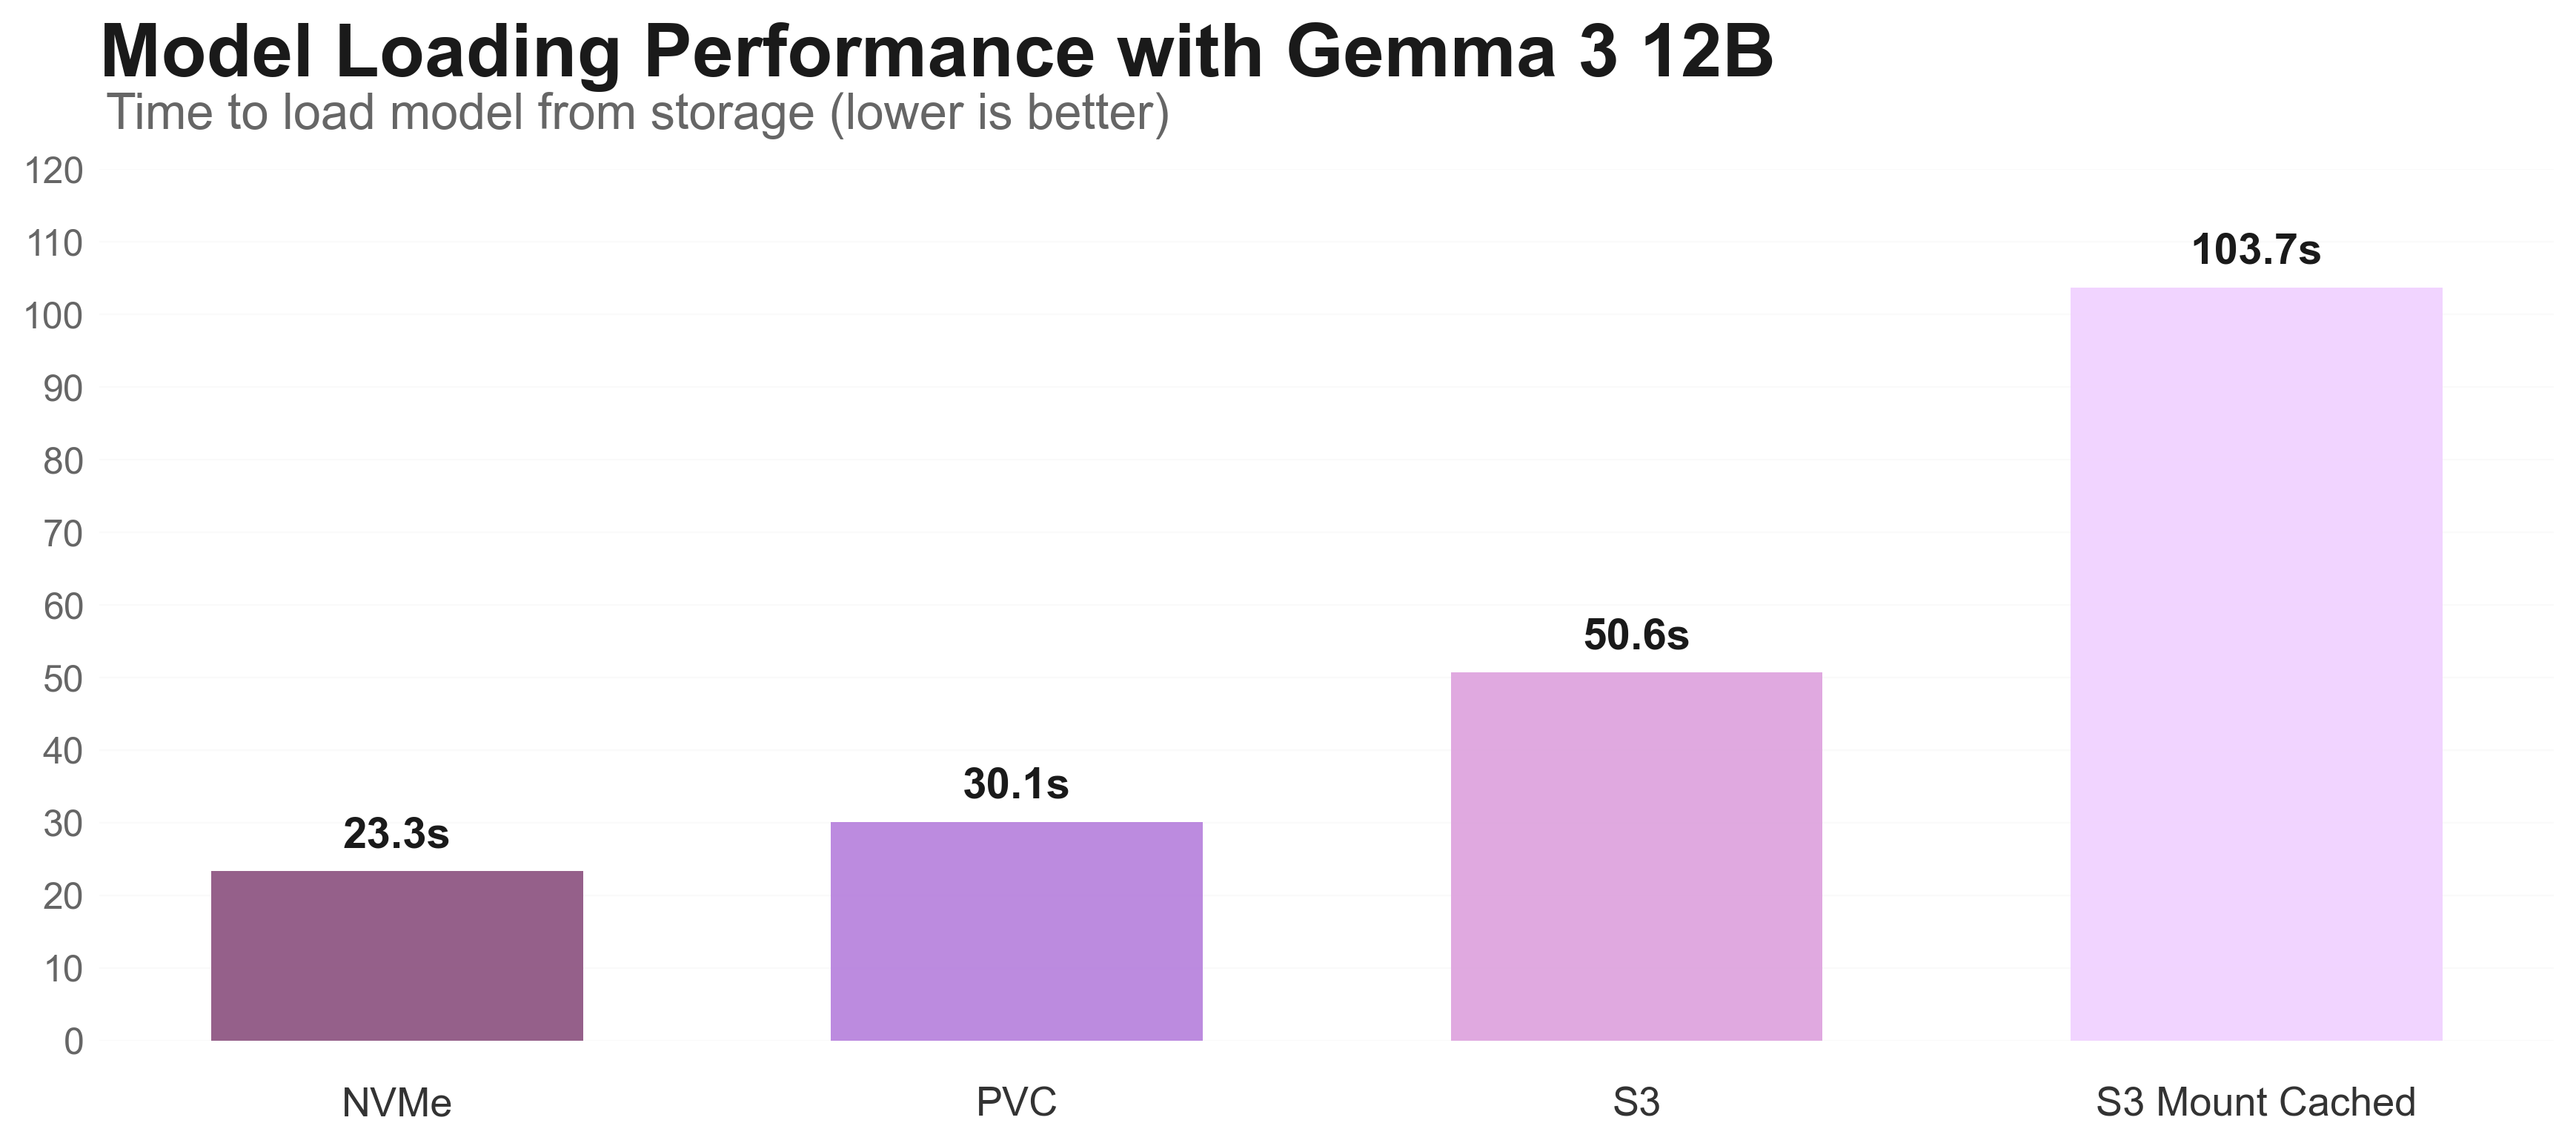 Model Loading Performance with Gemma 3 12B
Time to load model from storage (lower is better)
120
110
100
90
80
70
60
50
40
30
20
10
0
23.3s
30.1s
50.6s
103.7s
NVMe
PVC
S3
S3 Mount Cached